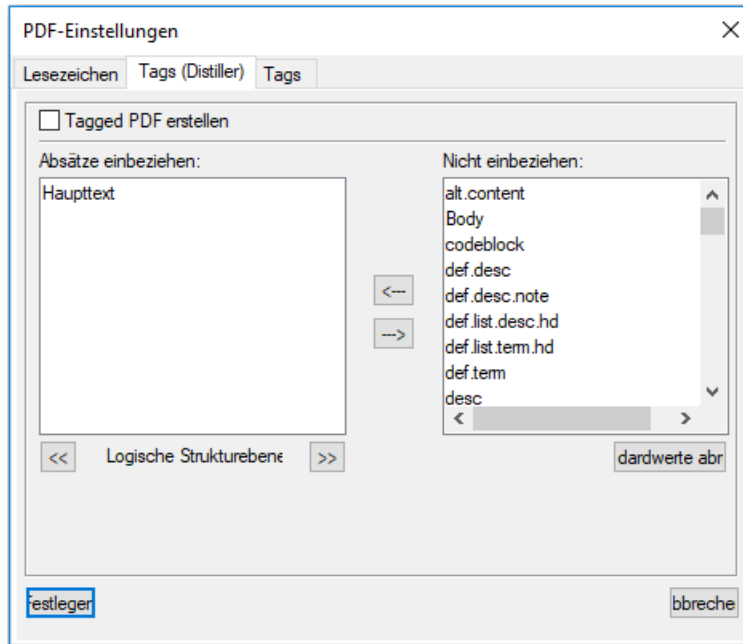 PDF-Einstellungen
Lesezeichen Tags (Distiller) Tags
Tagged PDF erstellen
Absätze einbeziehen: Nicht einbeziehen:
Haupttext
alt.content
Body
codeblock
def.desc
def.desc.note
def.list.desc.hd
def.list.term.hd
def.term
desc
<---
--->
<< Logische Strukturebene >> dardwerte abr
Festlegen bbreche